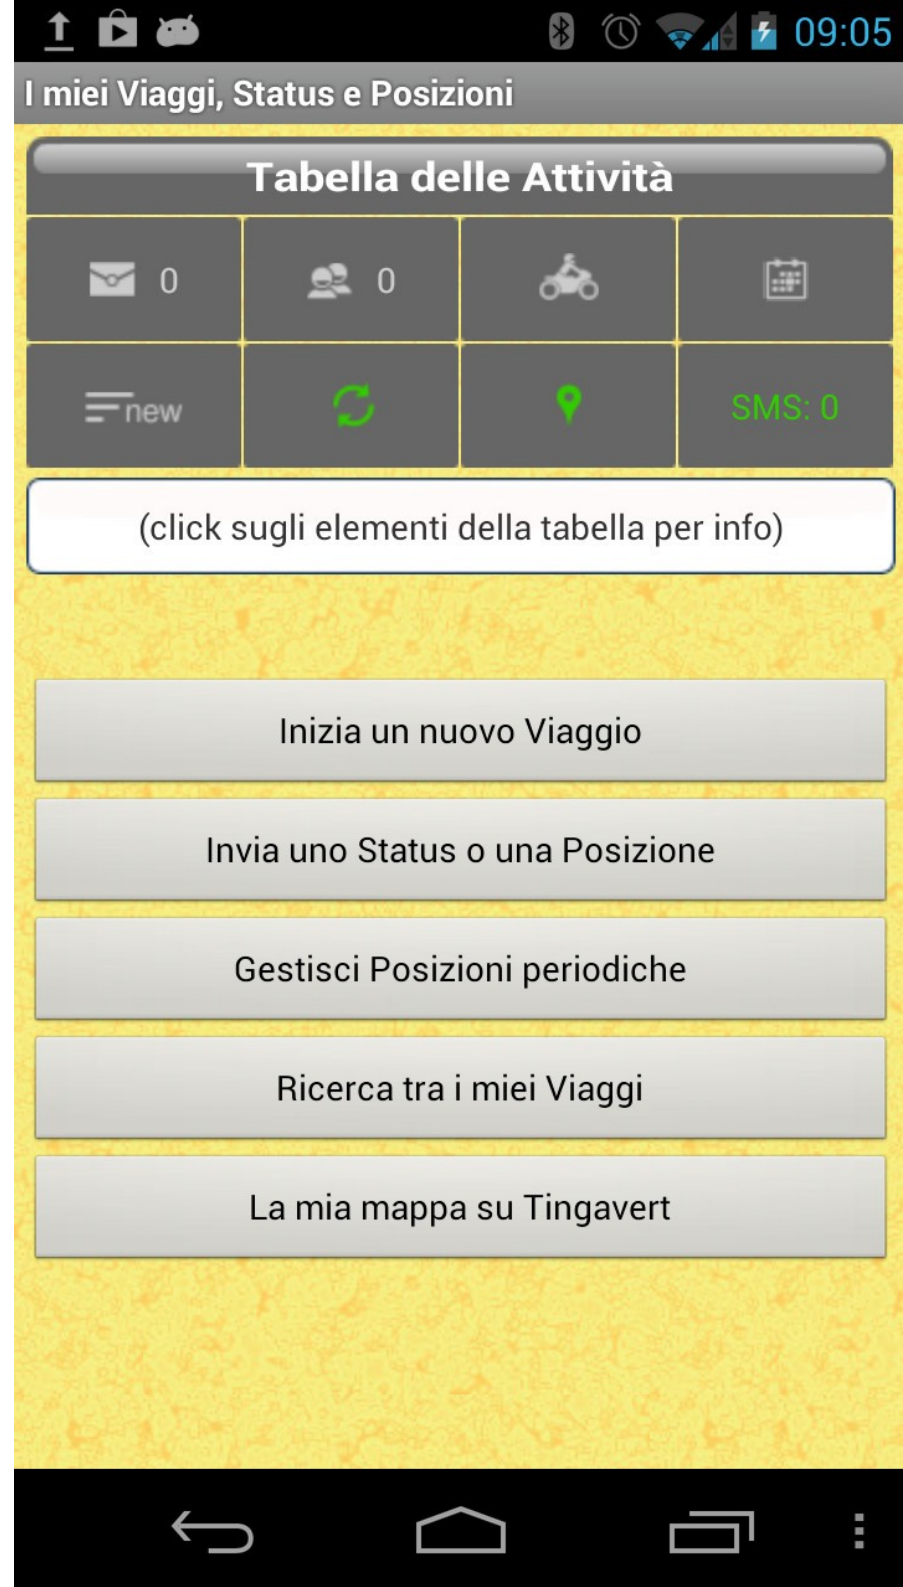 09:05
I miei Viaggi, Status e Posizioni
Tabella delle Attività
0 0
new SMS: 0
(click sugli elementi della tabella per info)
Inizia un nuovo Viaggio
Invia uno Status o una Posizione
Gestisci Posizioni periodiche
Ricerca tra i miei Viaggi
La mia mappa su Tingavert